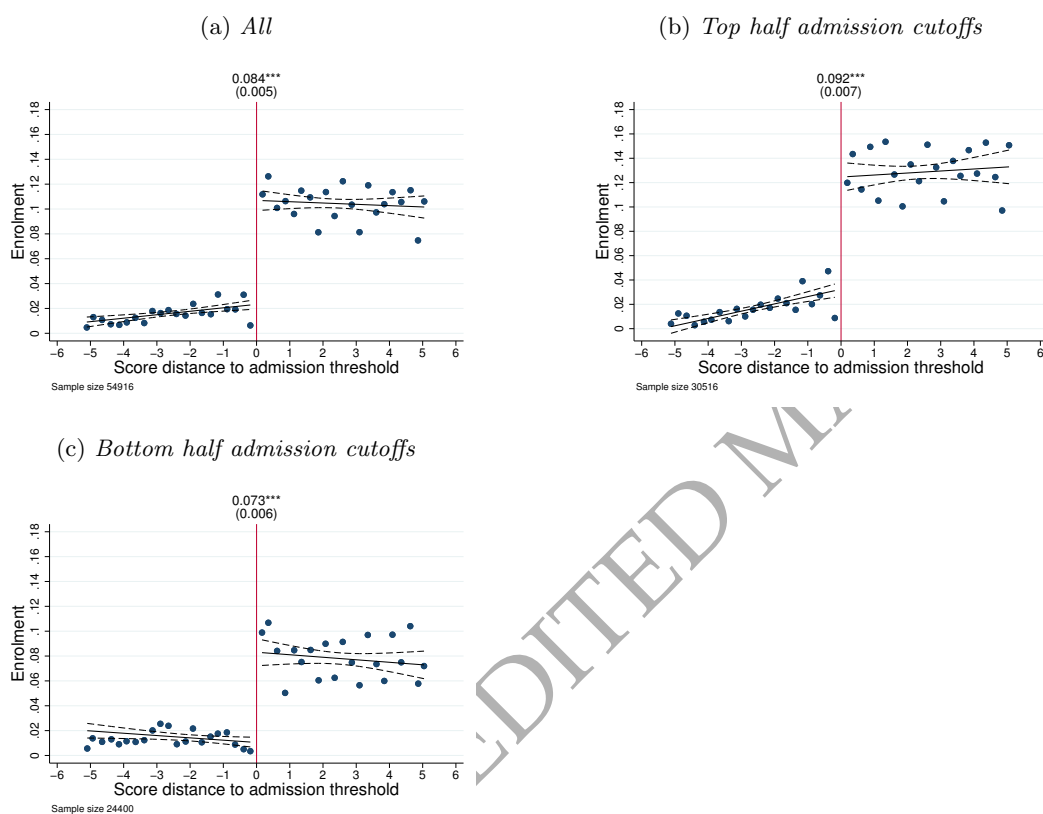 (a) All
0.084***
(0.005)
.18
.16
.14
.12
.1
.08
.06
.04
.02
0
Enrolment
−6 −5 −4 −3 −2 −1 0 1 2 3 4 5 6
Score distance to admission threshold
Sample size 54916
(b) Top half admission cutoffs
0.092***
(0.007)
.18
.16
.14
.12
.1
.08
.06
.04
.02
0
Enrolment
−6 −5 −4 −3 −2 −1 0 1 2 3 4 5 6
Score distance to admission threshold
Sample size 30516
(c) Bottom half admission cutoffs
0.073***
(0.006)
.18
.16
.14
.12
.1
.08
.06
.04
.02
0
Enrolment
−6 −5 −4 −3 −2 −1 0 1 2 3 4 5 6
Score distance to admission threshold
Sample size 24400
EDITED M